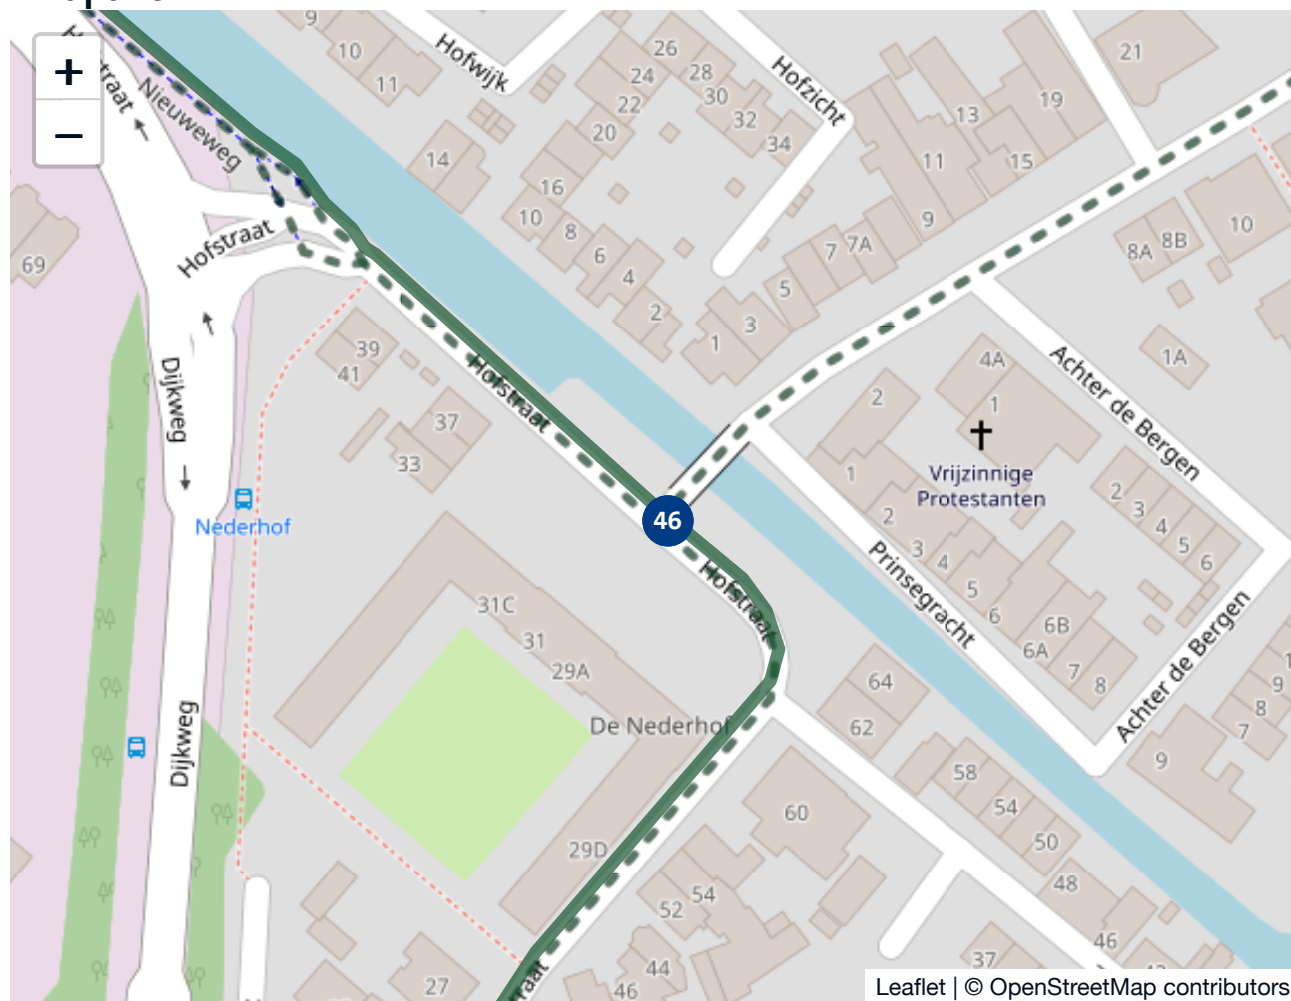 +
−
9
10
11
Hofwijk
26
24
28
22
30
20
32
34
Hofzicht
21
19
13
15
11
9
Nieuweweg
14
16
10
8
6
4
2
7
7A
5
3
1
8A
8B
10
69
Hofstraat
39
41
Hofstraat
37
33
4A
1
2
1A
Achter de Bergen
Dijkweg
Nederhof
46
Vrijzinnige
Protestanten
1
2
3
4
5
6
2
3
4
5
6
Prinsegracht
6B
6A
7
8
Hofstraat
31C
31
29A
De Nederhof
64
62
Achter de Bergen
9
8
7
9
Dijkweg
58
54
50
48
46
60
29D
54
52
44
46
27
37
Leaflet | © OpenStreetMap contributors